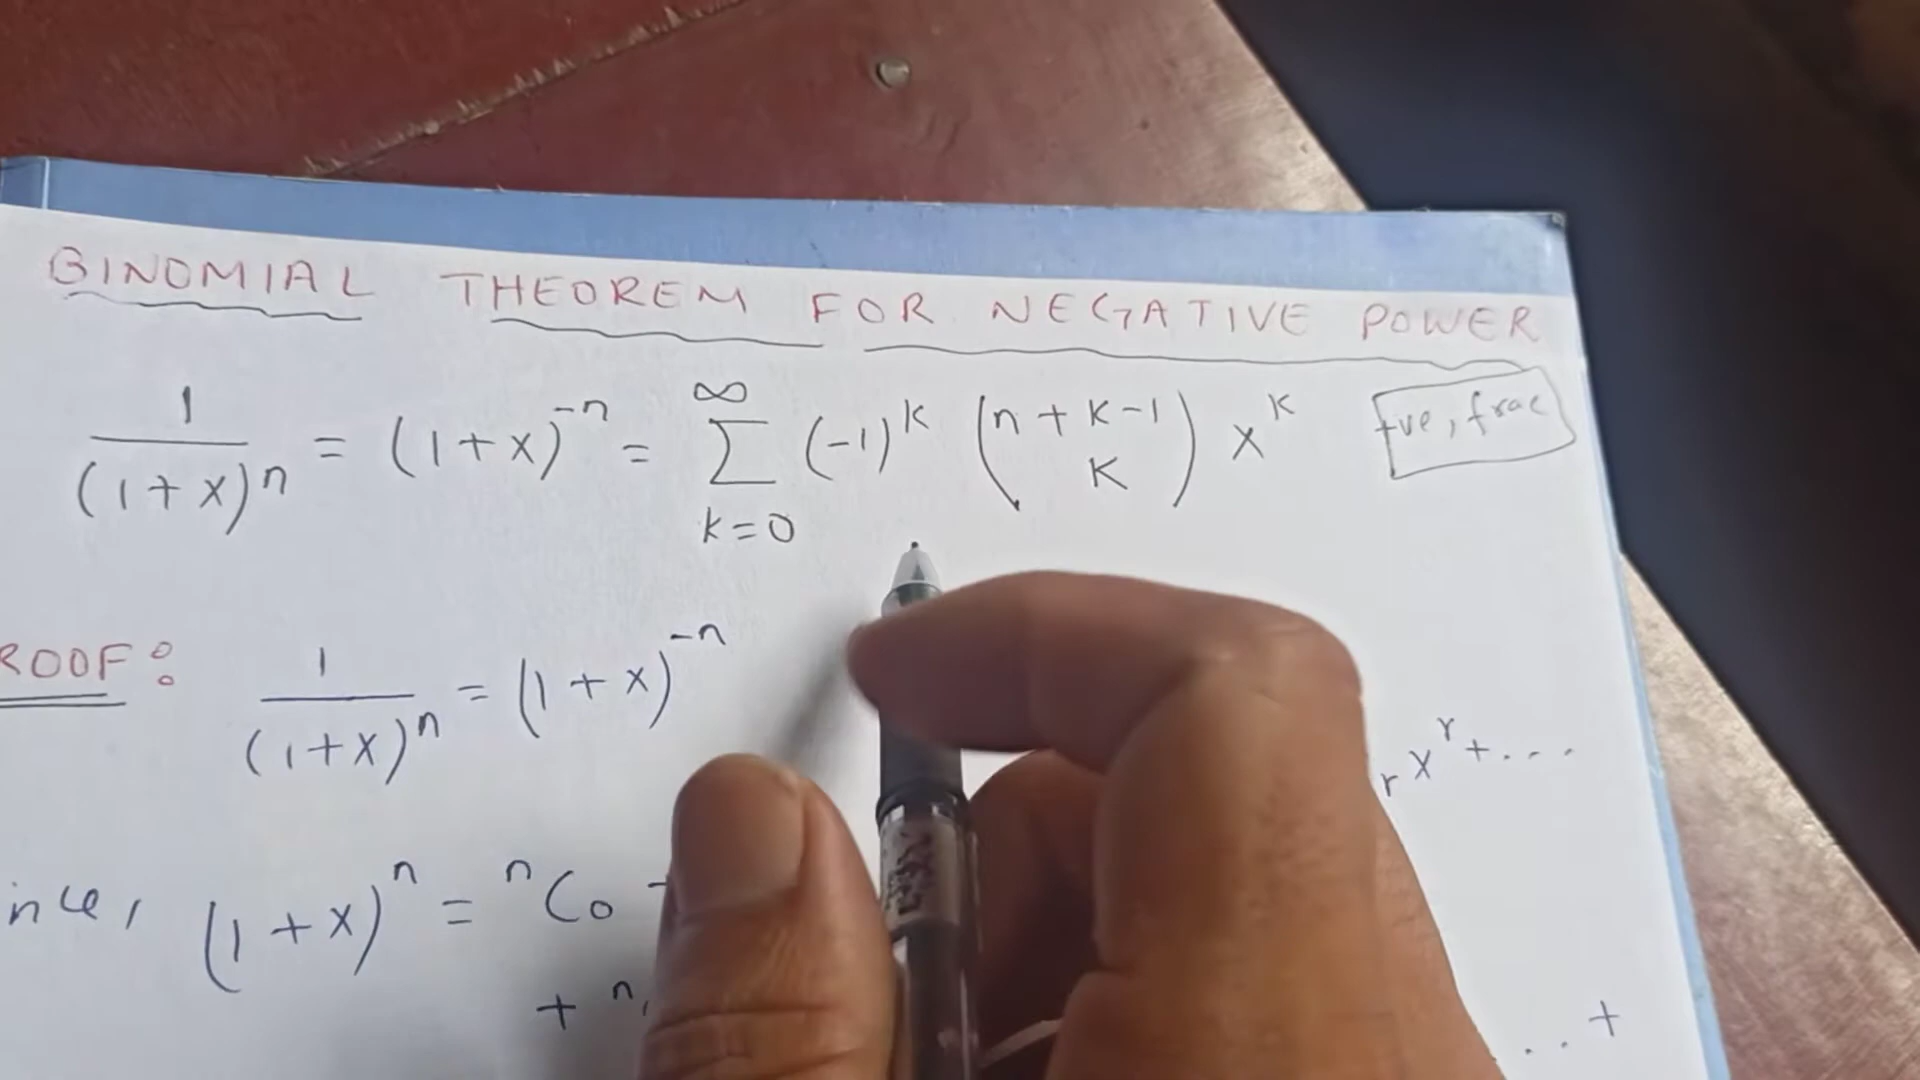 BINOMIAL THEOREM FOR NEGATIVE POWER
1/(1+x)^n = (1+x)^-n = ∞ Σ k=0 (-1)^k (n+k-1 K) x^k
+ve, frac
ROOF: 1/(1+x)^n = (1+x)^-n
r x^r + ...
ince, (1+x)^n = nC0
+ n ... +